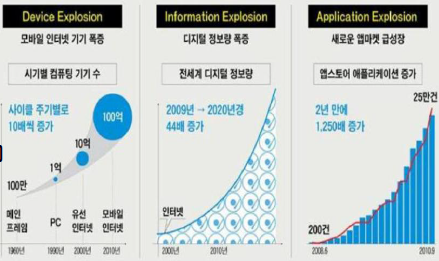 Device Explosion
모바일 인터넷 기기 폭증
시기별 컴퓨팅 기기 수
사이클 주기별로
10배씩 증가
100억
10억
1억
100만
메인
프레임
PC
유선
인터넷
모바일
인터넷
1960년
1990년
2000년
2010년
Information Explosion
디지털 정보량 폭증
전세계 디지털 정보량
2009년 → 2020년경
44배 증가
인터넷
2000년
2010년
Application Explosion
새로운 앱마켓 급성장
앱스토어 애플리케이션 증가
25만건
2년 만에
1,250배 증가
200건
2008.6
2010.9